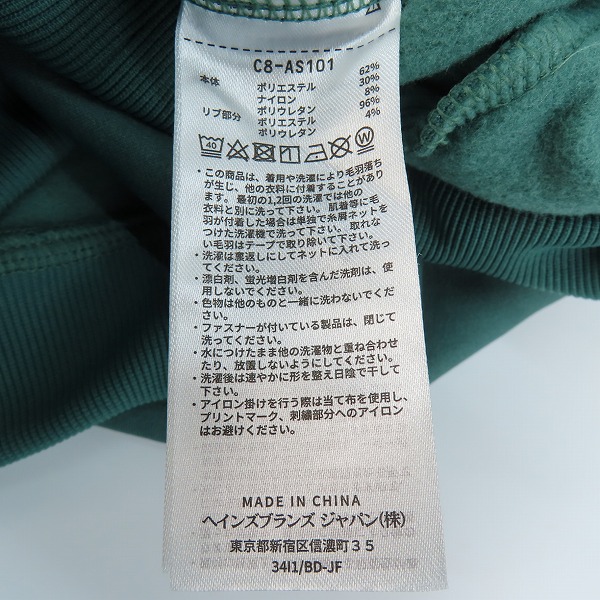 C8-AS101
本体 ポリエステル 62%
ナイロン 30%
ポリウレタン 8%
リブ部分 ポリエステル 96%
ポリウレタン 4%
40
W
・この商品は、着用や洗濯により毛羽落ち
が生じ、他の衣料に付着することがあり
ます。最初の1,2回の洗濯では他の
衣料と別に洗って下さい。肌着等に毛
羽が付着した場合は単独で糸屑ネットを
つけた洗濯機で洗って下さい。取れな
い毛羽はテープで取り除いて下さい。
・洗濯は裏返しにしてネットに入れて洗っ
てください。
・漂白剤、蛍光増白剤を含んだ洗剤は、使
用しないでください。
・色物は他のものと一緒に洗わないでくだ
さい。
・ファスナーが付いている製品は、閉じて
洗ってください。
・水につけたまま他の洗濯物と重ね合わせ
たり、放置しないようにしてください。
・洗濯後は速やかに形を整え日陰で干して
下さい。
・アイロン掛けを行う際は当て布を使用し、
プリントマーク、刺繍部分へのアイロン
はお避けください。
MADE IN CHINA
ヘインズブランズ ジャパン(株)
東京都新宿区信濃町35
34I1/BD-JF